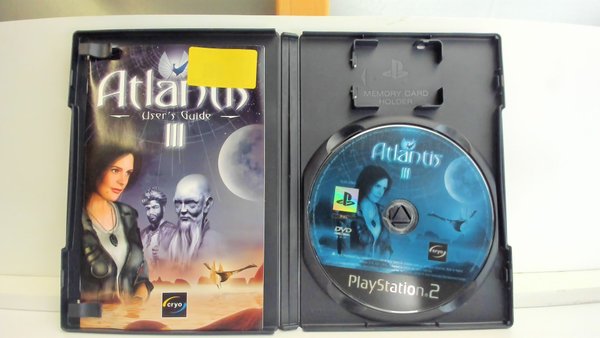 Atlantis
User's Guide
III
cryo
MEMORY CARD
HOLDER
Atlantis
III
DVD
cryo
PlayStation 2